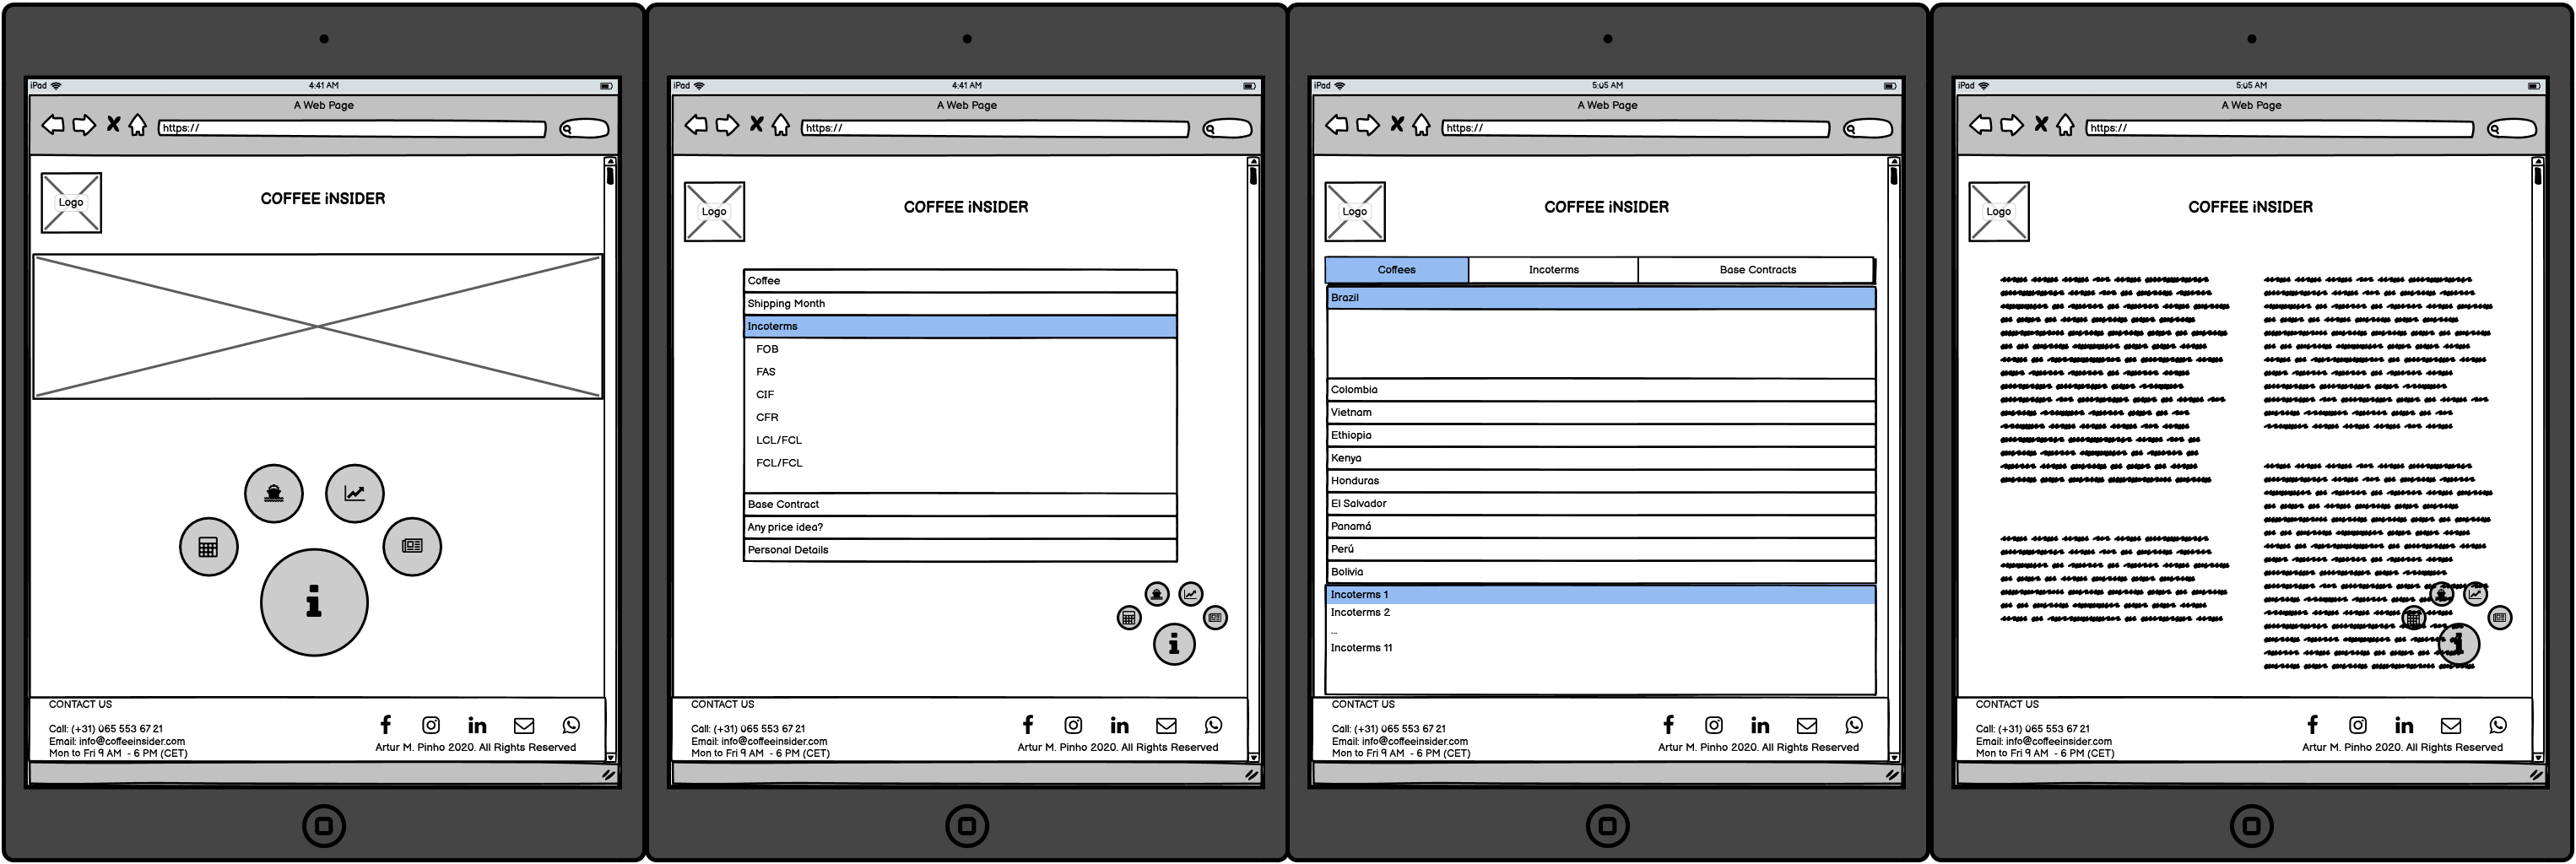 iPad
4:41 AM
A Web Page
https://
Logo
COFFEE iNSIDER
i
CONTACT US
Call: (+31) 065 553 67 21
Email: info@coffeeinsider.com
Mon to Fri 9 AM - 6 PM (CET)
in
Artur M. Pinho 2020. All Rights Reserved
iPad
4:41 AM
A Web Page
https://
Logo
COFFEE iNSIDER
Coffee
Shipping Month
Incoterms
FOB
FAS
CIF
CFR
LCL/FCL
FCL/FCL
Base Contract
Any price idea?
Personal Details
i
CONTACT US
Call: (+31) 065 553 67 21
Email: info@coffeeinsider.com
Mon to Fri 9 AM - 6 PM (CET)
in
Artur M. Pinho 2020. All Rights Reserved
iPad
5:05 AM
A Web Page
https://
Logo
COFFEE iNSIDER
Coffees Incoterms Base Contracts
Brazil
Colombia
Vietnam
Ethiopia
Kenya
Honduras
El Salvador
Panamá
Perú
Bolivia
Incoterms 1
Incoterms 2
...
Incoterms 11
CONTACT US
Call: (+31) 065 553 67 21
Email: info@coffeeinsider.com
Mon to Fri 9 AM - 6 PM (CET)
in
Artur M. Pinho 2020. All Rights Reserved
iPad
5:05 AM
A Web Page
https://
Logo
COFFEE iNSIDER
i
CONTACT US
Call: (+31) 065 553 67 21
Email: info@coffeeinsider.com
Mon to Fri 9 AM - 6 PM (CET)
in
Artur M. Pinho 2020. All Rights Reserved